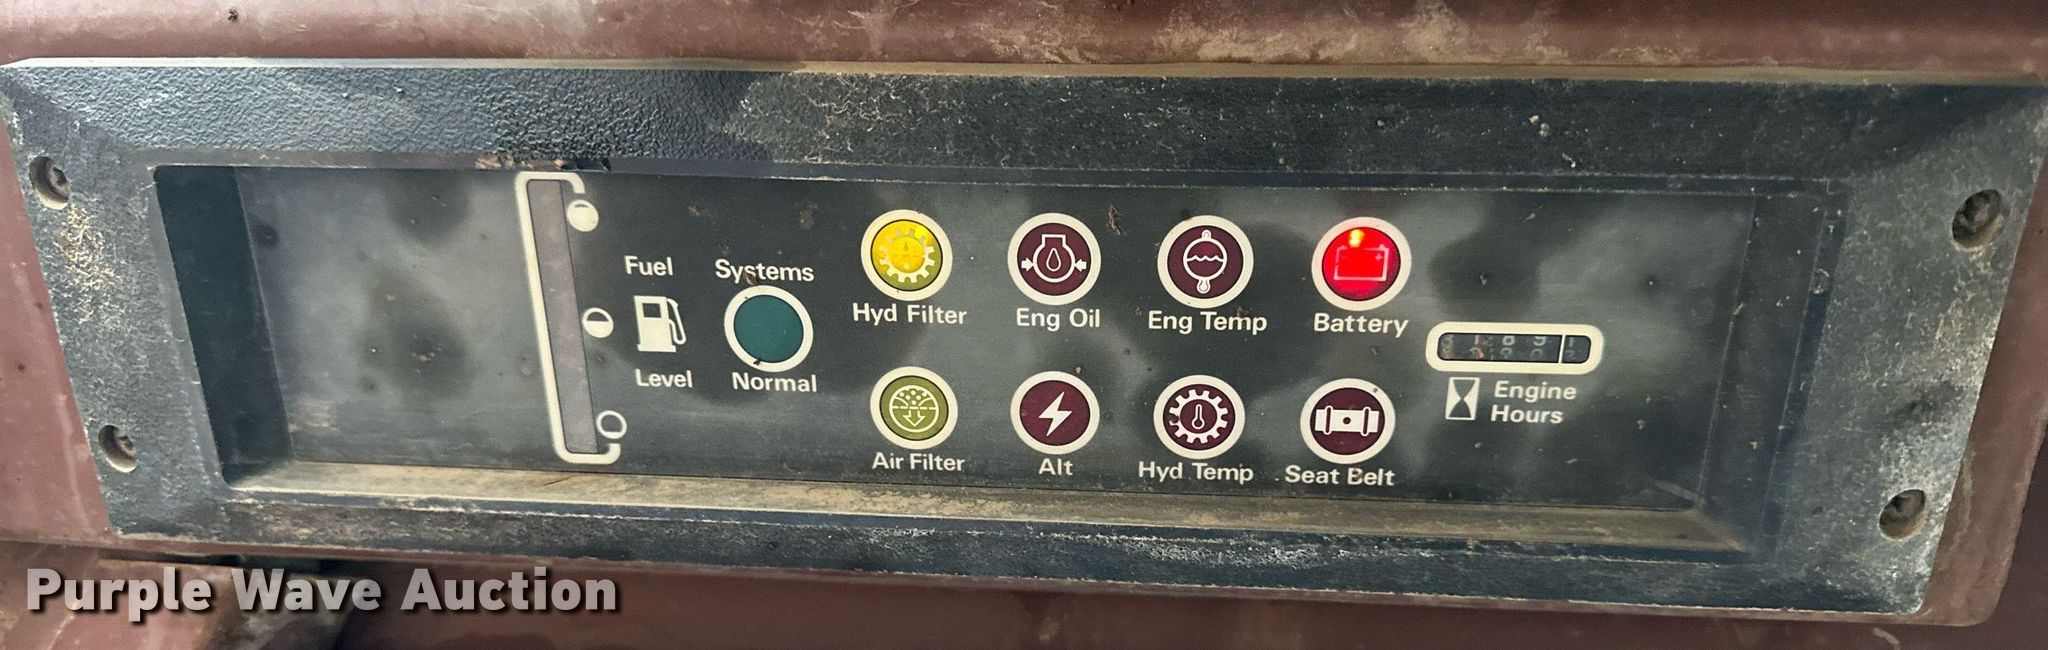 Fuel
Level
Systems
Normal
Hyd Filter
Eng Oil
Eng Temp
Battery
Air Filter
Alt
Hyd Temp
Seat Belt
Engine
Hours
Purple Wave Auction